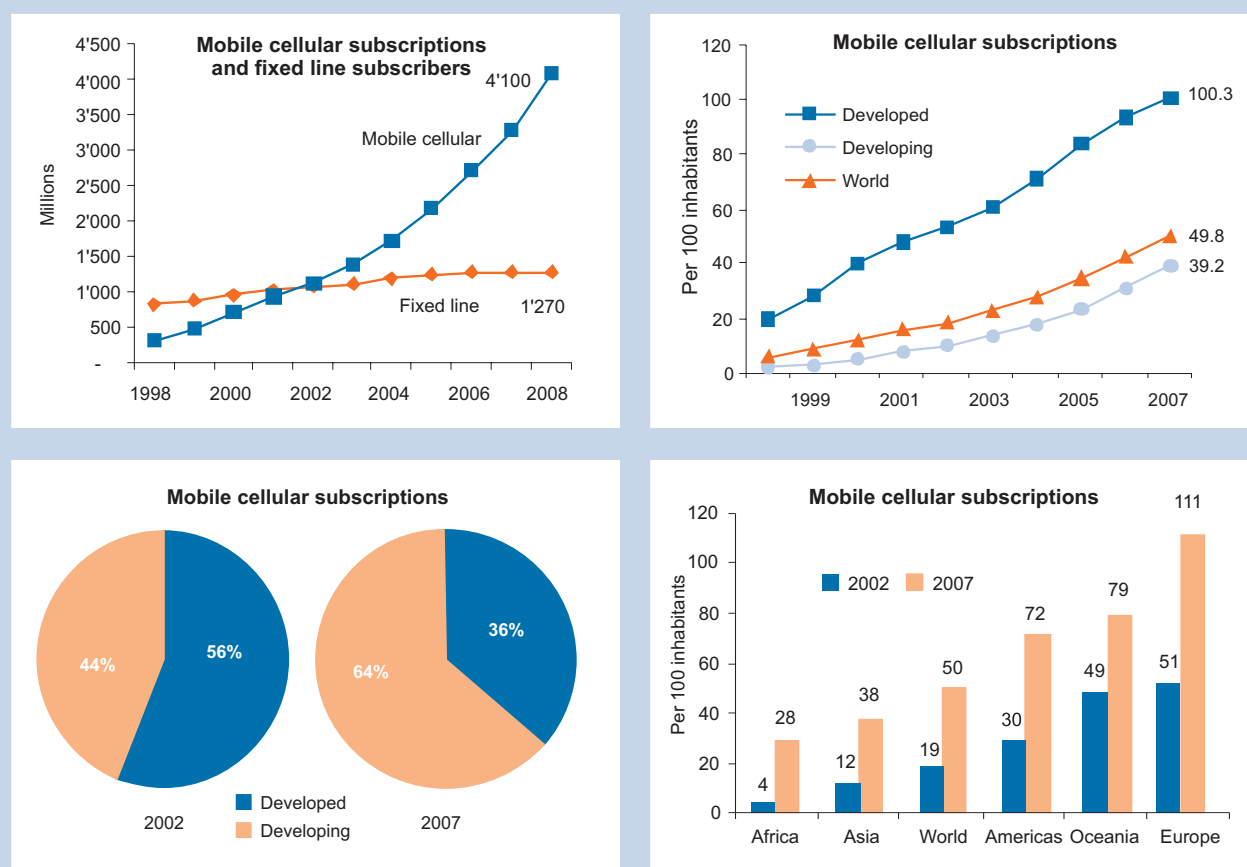 Mobile cellular subscriptions
and fixed line subscribers
Millions
4'500
4'000
3'500
3'000
2'500
2'000
1'500
1'000
500
-
4'100
Mobile cellular
Fixed line
1'270
1998 2000 2002 2004 2006 2008
Mobile cellular subscriptions
Per 100 inhabitants
120
100
80
60
40
20
0
Developed
Developing
World
100.3
49.8
39.2
1999 2001 2003 2005 2007
Mobile cellular subscriptions
44% 56%
64% 36%
Developed
Developing
2002 2007
Mobile cellular subscriptions
Per 100 inhabitants
120
100
80
60
40
20
0
2002 2007
4 28 12 38 19 50 30 72 49 79 51 111
Africa Asia World Americas Oceania Europe